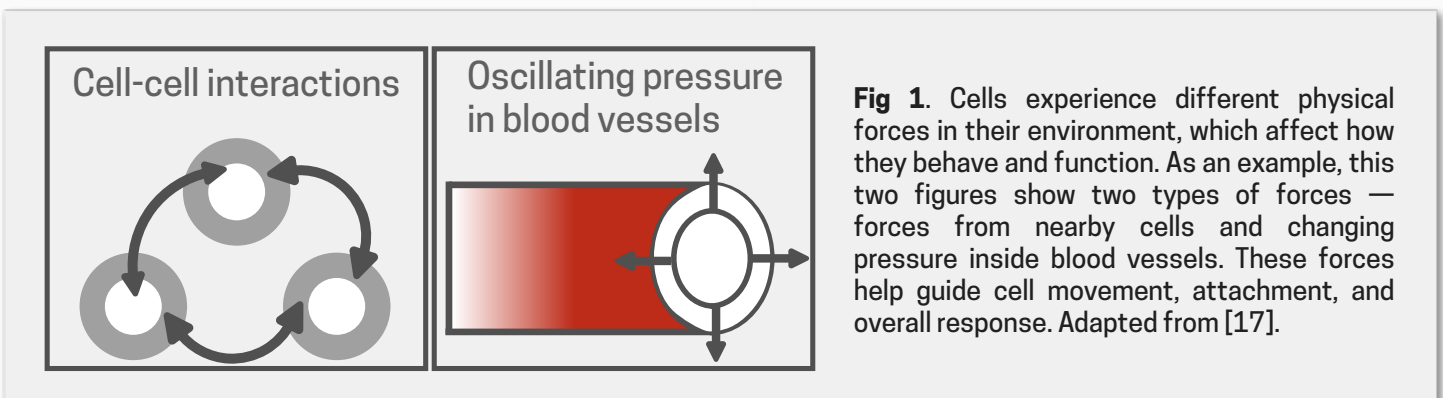 Cell-cell interactions
Oscillating pressure
in blood vessels
Fig 1. Cells experience different physical
forces in their environment, which affect how
they behave and function. As an example, this
two figures show two types of forces —
forces from nearby cells and changing
pressure inside blood vessels. These forces
help guide cell movement, attachment, and
overall response. Adapted from [17].